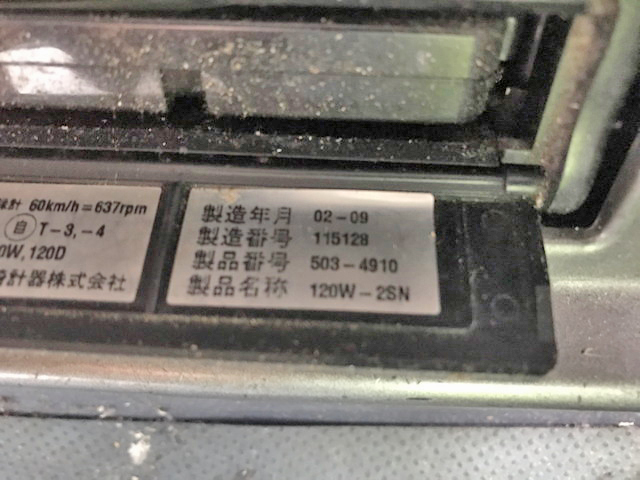 60km/h=637rpm
自 T-3,-4
0W,120D
計器株式会社
製造年月 02-09
製造番号 115128
製品番号 503-4910
製品名称 120W-2SN